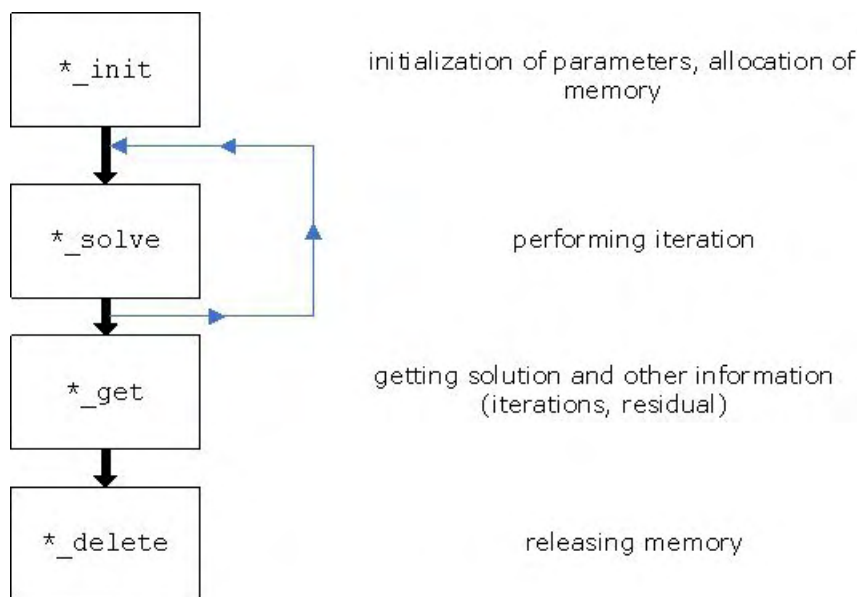 *_init
initialization of parameters, allocation of
memory
*_solve
performing iteration
*_get
getting solution and other information
(iterations, residual)
*_delete
releasing memory